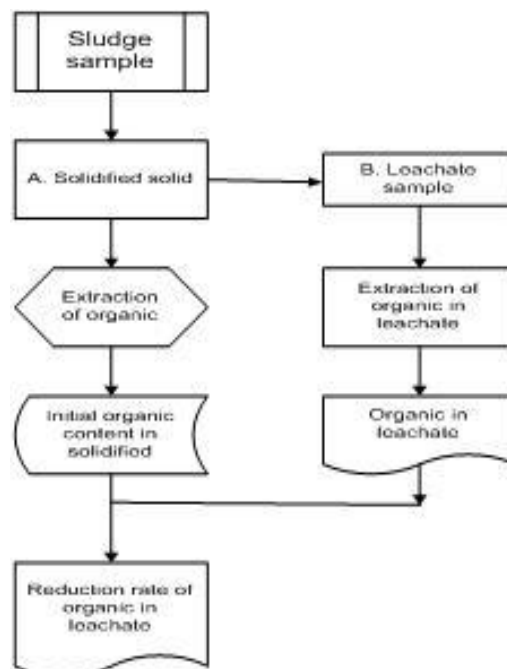 Sludge
sample
A. Solidified solid
B. Leachate
sample
Extraction
of organic
Extraction of
organic in
leachate
Initial organic
content in
solidified
Organic in
leachate
Reduction rate of
organic in
leachate